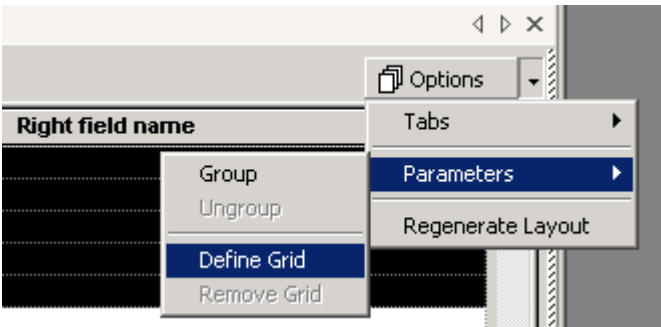 Options
Right field name
Tabs
Group
Parameters
Ungroup
Regenerate Layout
Define Grid
Remove Grid